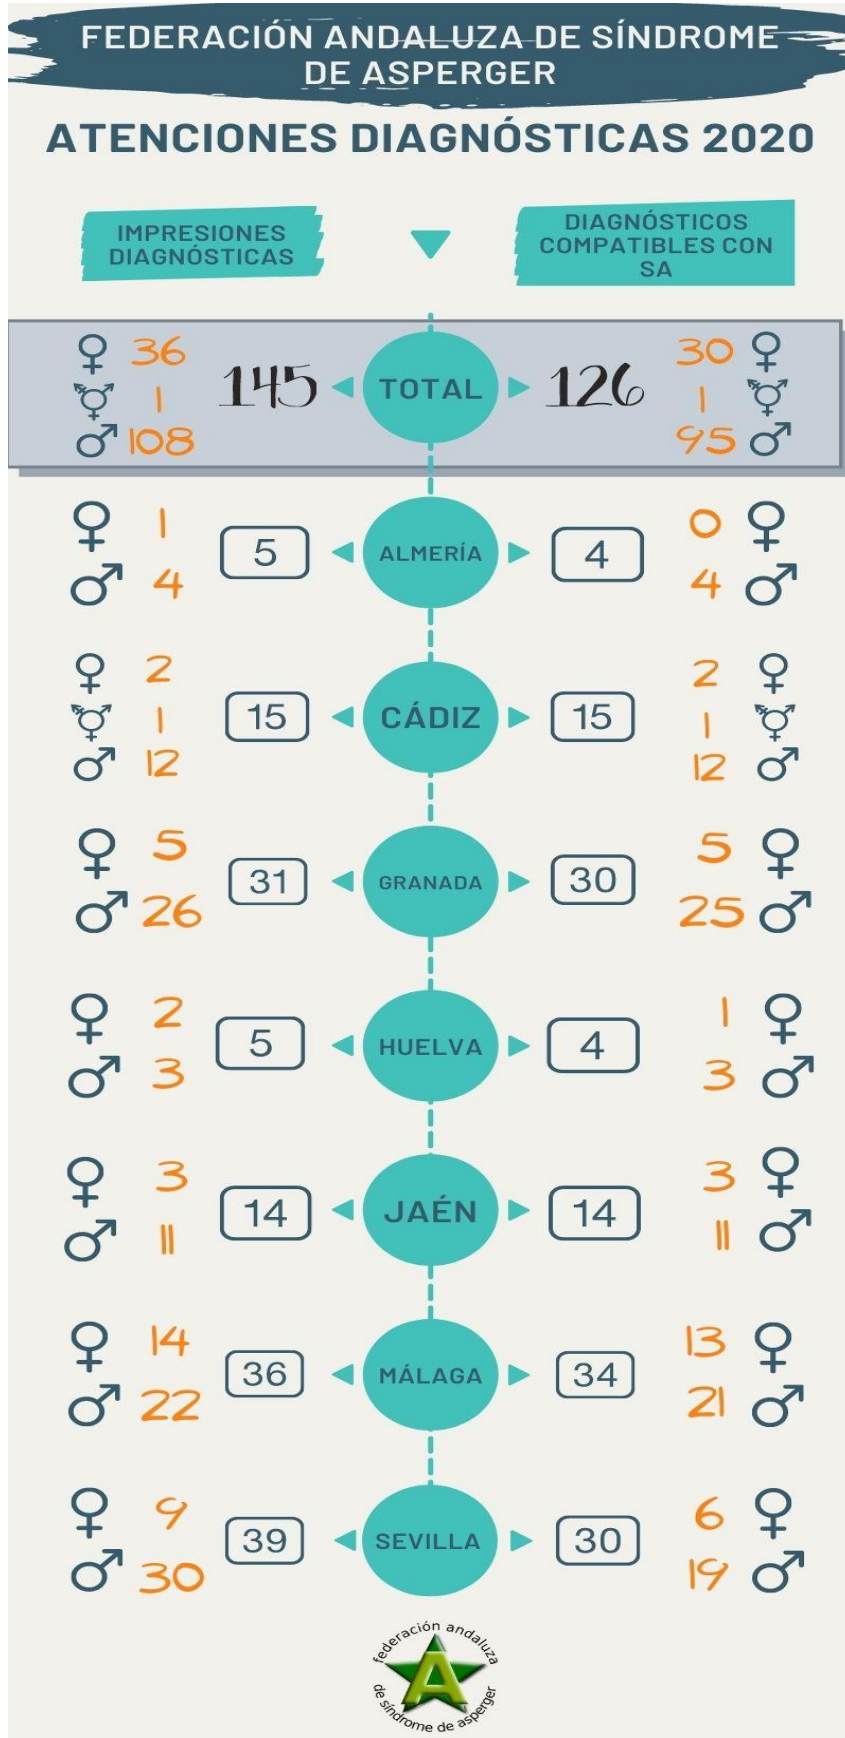 FEDERACIÓN ANDALUZA DE SÍNDROME
DE ASPERGER
ATENCIONES DIAGNÓSTICAS 2020
IMPRESIONES
DIAGNÓSTICAS
DIAGNÓSTICOS
COMPATIBLES CON
SA
♀ 36
⚧ 1
♂ 108
145
TOTAL
126
30 ♀
1 ⚧
95 ♂
♀ 1
♂ 4
5
ALMERÍA
4
0 ♀
4 ♂
♀ 2
⚧ 1
♂ 12
15
CÁDIZ
15
2 ♀
1 ⚧
12 ♂
♀ 5
♂ 26
31
GRANADA
30
5 ♀
25 ♂
♀ 2
♂ 3
5
HUELVA
4
1 ♀
3 ♂
♀ 3
♂ 11
14
JAÉN
14
3 ♀
11 ♂
♀ 14
♂ 22
36
MÁLAGA
34
13 ♀
21 ♂
♀ 9
♂ 30
39
SEVILLA
30
6 ♀
19 ♂
federación andaluza
A
de síndrome de asperger